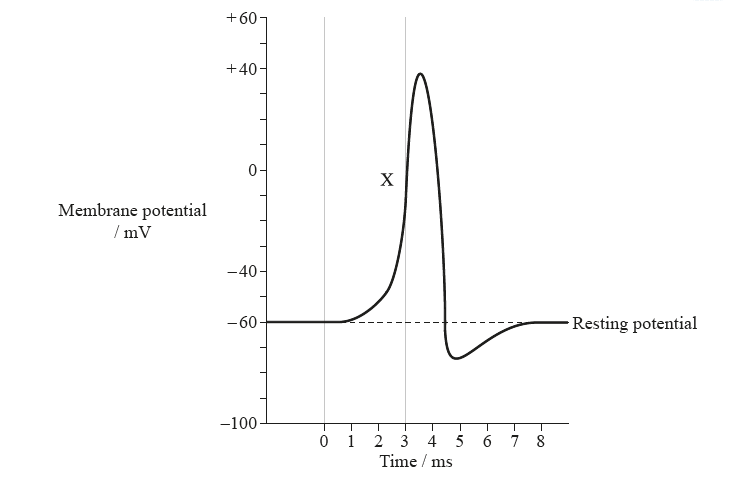 +60
+40
0
X
Membrane potential
/ mV
−40
−60
Resting potential
−100
0 1 2 3 4 5 6 7 8
Time / ms